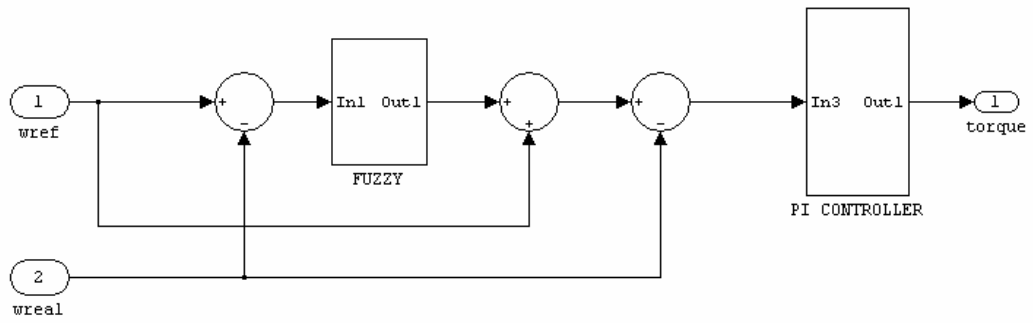 1
wref
+
−
In1 Out1
FUZZY
+
+
+
−
In3 Out1
PI CONTROLLER
1
torque
2
wreal